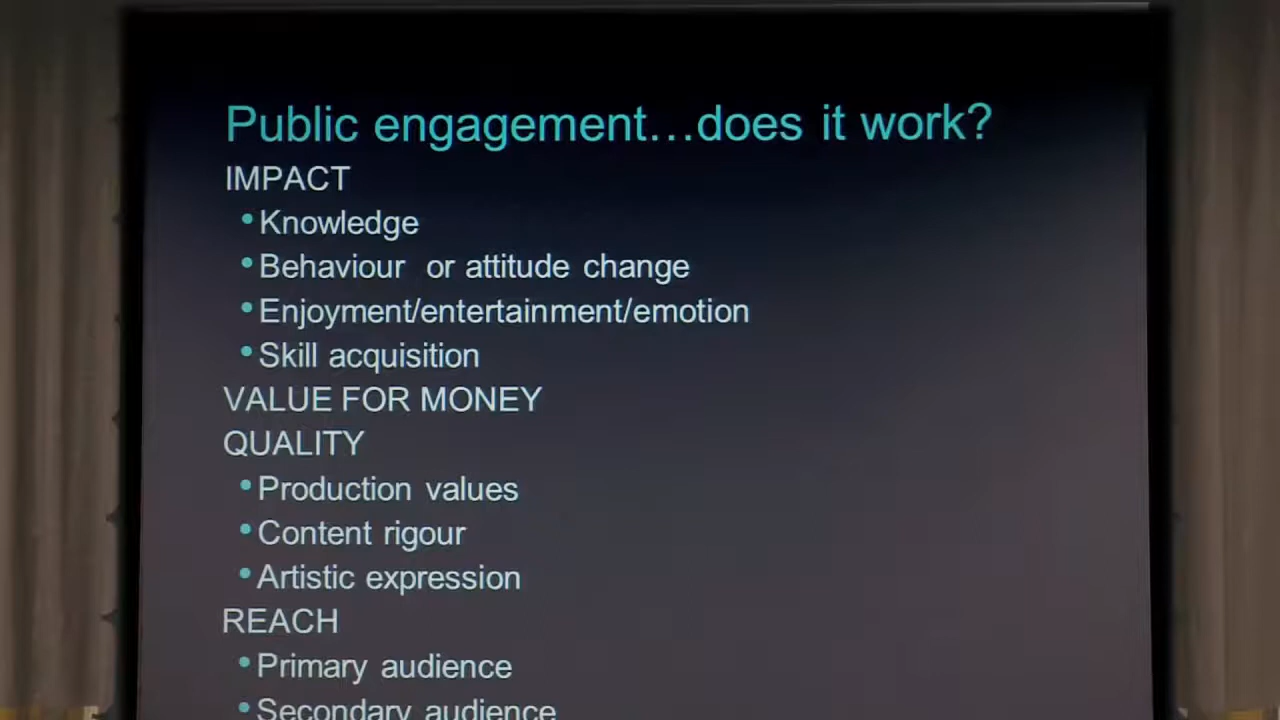 Public engagement…does it work?
IMPACT
• Knowledge
• Behaviour or attitude change
• Enjoyment/entertainment/emotion
• Skill acquisition
VALUE FOR MONEY
QUALITY
• Production values
• Content rigour
• Artistic expression
REACH
• Primary audience
• Secondary audience